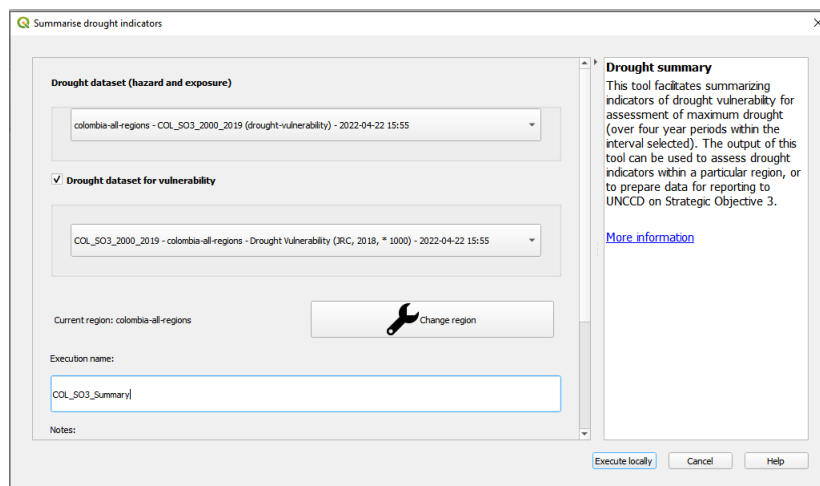 Summarise drought indicators
Drought dataset (hazard and exposure)
colombia-all-regions - COL_SO3_2000_2019 (drought-vulnerability) - 2022-04-22 15:55
Drought dataset for vulnerability
COL_SO3_2000_2019 - colombia-all-regions - Drought Vulnerability (JRC, 2018, * 1000) - 2022-04-22 15:55
Current region: colombia-all-regions
Change region
Execution name:
COL_SO3_Summary
Notes:
Drought summary
This tool facilitates summarizing
indicators of drought vulnerability for
assessment of maximum drought
(over four year periods within the
interval selected). The output of this
tool can be used to assess drought
indicators within a particular region, or
to prepare data for reporting to
UNCCD on Strategic Objective 3.
More information
Execute locally
Cancel
Help